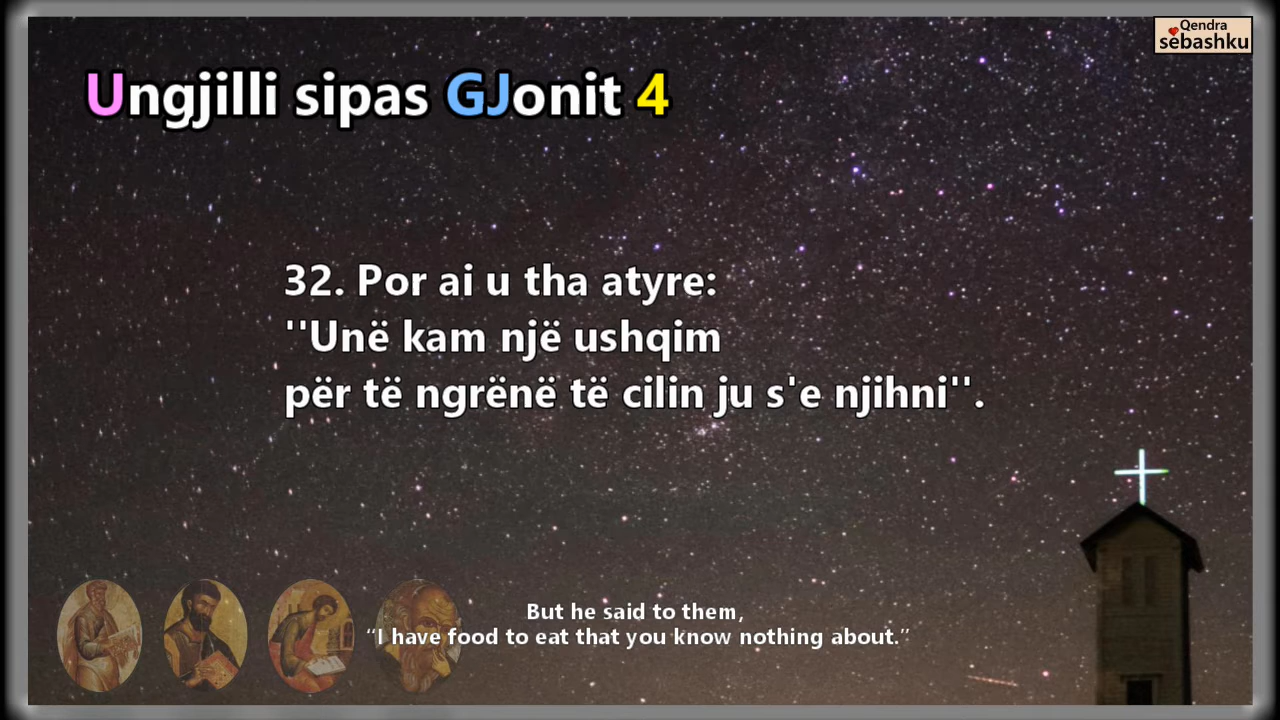 Qendra
sëbashku
Ungjilli sipas GJonit 4
32. Por ai u tha atyre:
''Unë kam një ushqim
për të ngrënë të cilin ju s'e njihni''.
But he said to them,
“I have food to eat that you know nothing about.”